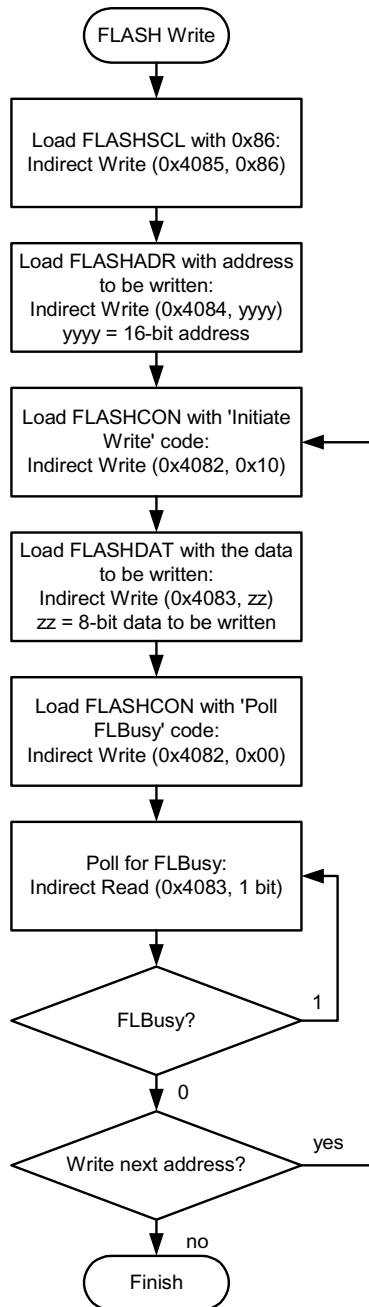 FLASH Write
Load FLASHSCL with 0x86:
Indirect Write (0x4085, 0x86)
Load FLASHADR with address
to be written:
Indirect Write (0x4084, yyyy)
yyyy = 16-bit address
Load FLASHCON with 'Initiate
Write' code:
Indirect Write (0x4082, 0x10)
Load FLASHDAT with the data
to be written:
Indirect Write (0x4083, zz)
zz = 8-bit data to be written
Load FLASHCON with 'Poll
FLBusy' code:
Indirect Write (0x4082, 0x00)
Poll for FLBusy:
Indirect Read (0x4083, 1 bit)
FLBusy?
1
0
Write next address?
yes
no
Finish